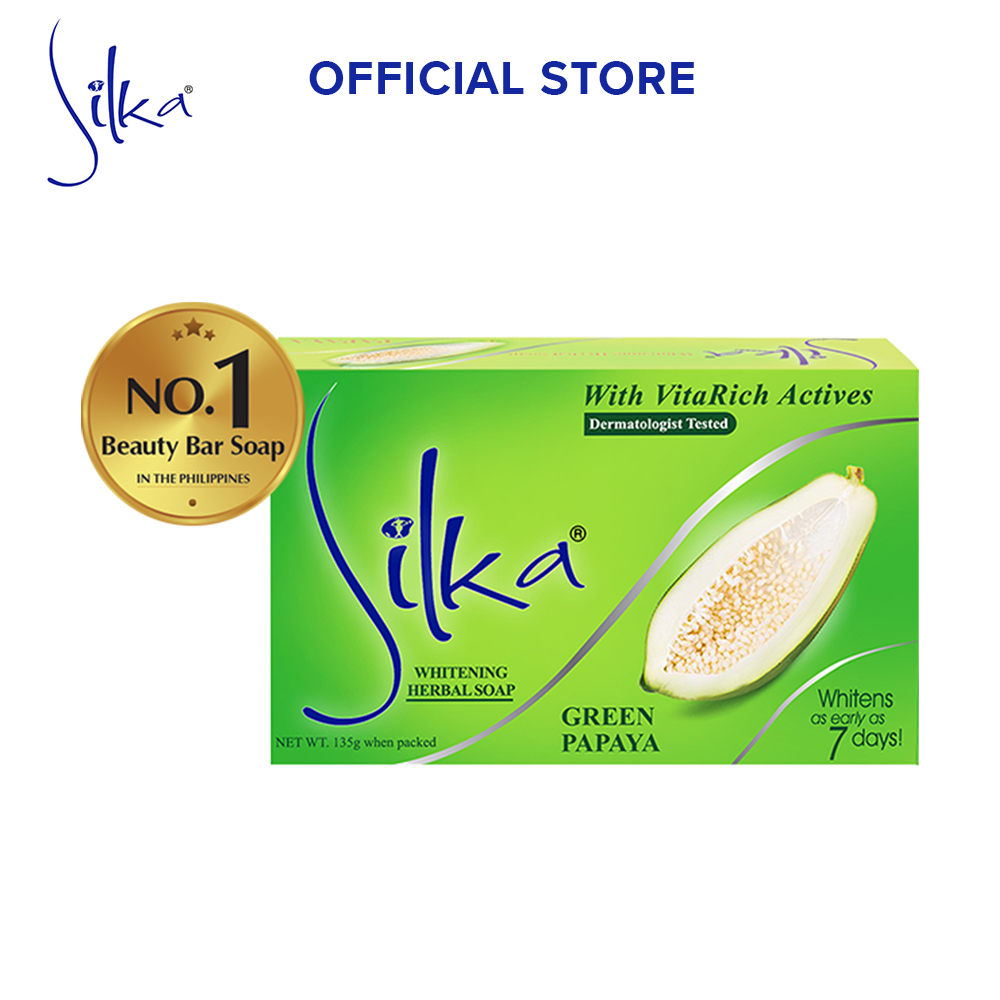 Silka®
OFFICIAL STORE
NO.1
Beauty Bar Soap
IN THE PHILIPPINES
Silka
With VitaRich Actives
Dermatologist Tested
Silka®
WHITENING
HERBAL SOAP
NET WT. 135g when packed
GREEN
PAPAYA
Whitens
as early as
7 days!